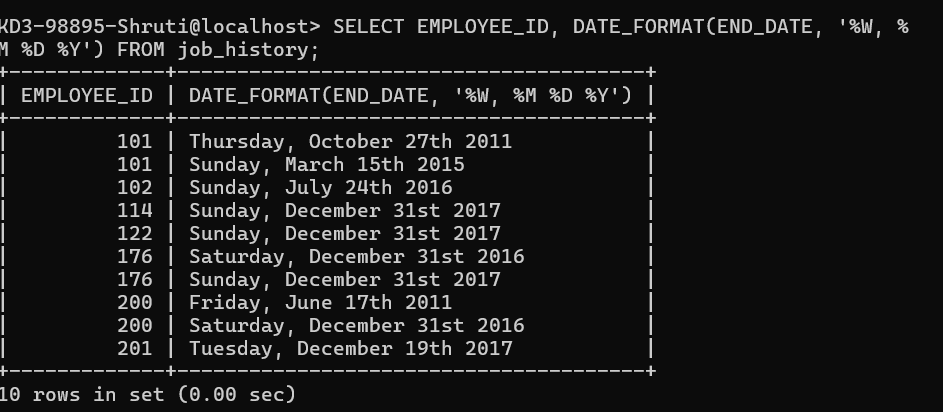 KD3-98895-Shruti@localhost> SELECT EMPLOYEE_ID, DATE_FORMAT(END_DATE, '%W, %
M %D %Y') FROM job_history;
+-------------+---------------------------------------+
| EMPLOYEE_ID | DATE_FORMAT(END_DATE, '%W, %M %D %Y') |
+-------------+---------------------------------------+
|         101 | Thursday, October 27th 2011           |
|         101 | Sunday, March 15th 2015               |
|         102 | Sunday, July 24th 2016                |
|         114 | Sunday, December 31st 2017            |
|         122 | Sunday, December 31st 2017            |
|         176 | Saturday, December 31st 2016          |
|         176 | Sunday, December 31st 2017            |
|         200 | Friday, June 17th 2011                |
|         200 | Saturday, December 31st 2016          |
|         201 | Tuesday, December 19th 2017           |
+-------------+---------------------------------------+
10 rows in set (0.00 sec)